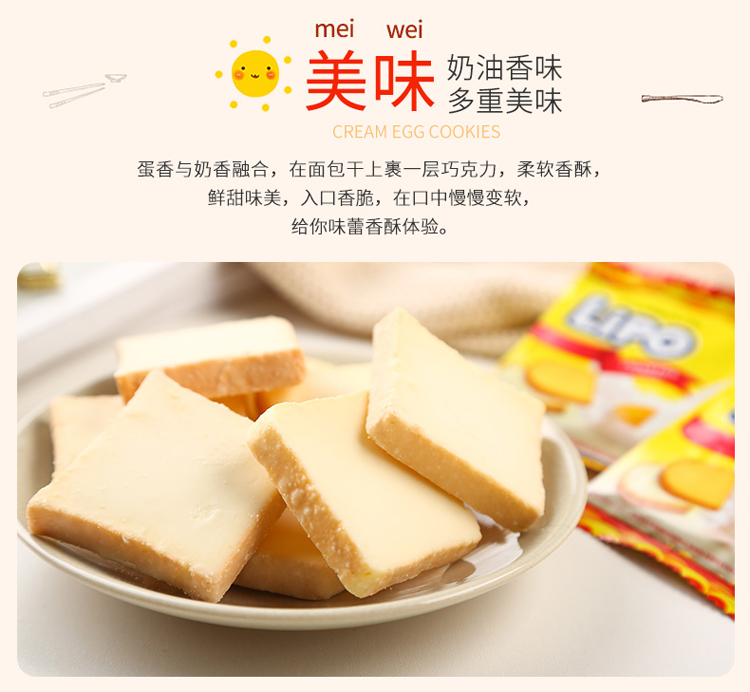 mei wei
美味
奶油香味
多重美味
CREAM EGG COOKIES
蛋香与奶香融合，在面包干上裹一层巧克力，柔软香酥，
鲜甜味美，入口香脆，在口中慢慢变软，
给你味蕾香酥体验。
LiPO